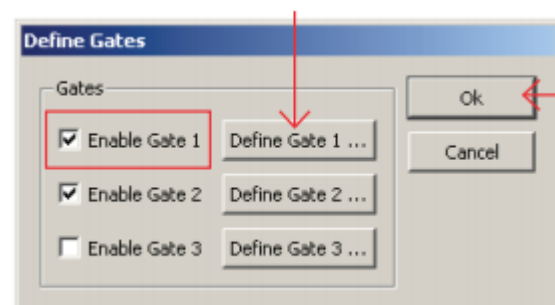 Define Gates
Gates
Ok
Enable Gate 1 Define Gate 1 ...
Cancel
Enable Gate 2 Define Gate 2 ...
Enable Gate 3 Define Gate 3 ...